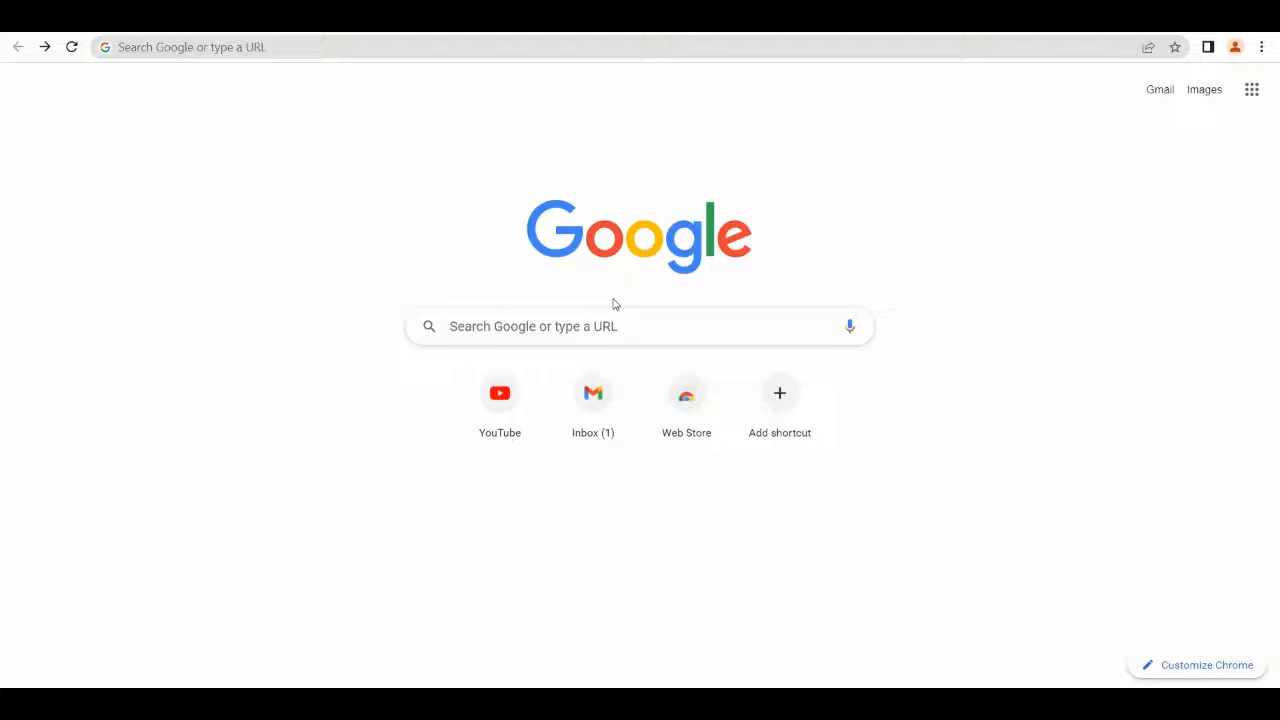 Search Google or type a URL
Gmail Images
Google
Search Google or type a URL
YouTube Inbox (1) Web Store Add shortcut
Customize Chrome